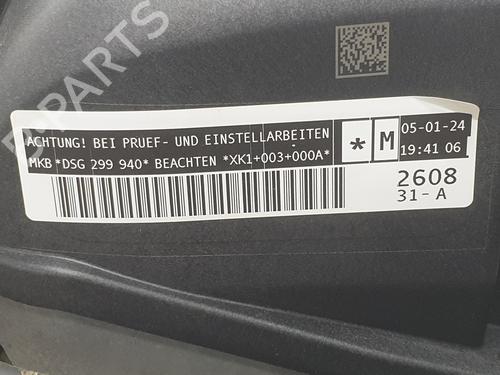 B-PARTS
ACHTUNG! BEI PRUEF- UND EINSTELLARBEITEN
MKB *DSG 299 940* BEACHTEN *XK1+003+000A*
* M
05-01-24
19:41 06
2608
31-A